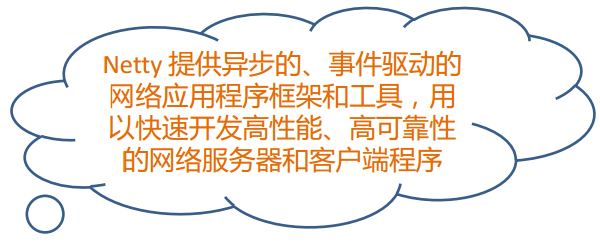 Netty 提供异步的、事件驱动的
网络应用程序框架和工具，用
以快速开发高性能、高可靠性
的网络服务器和客户端程序